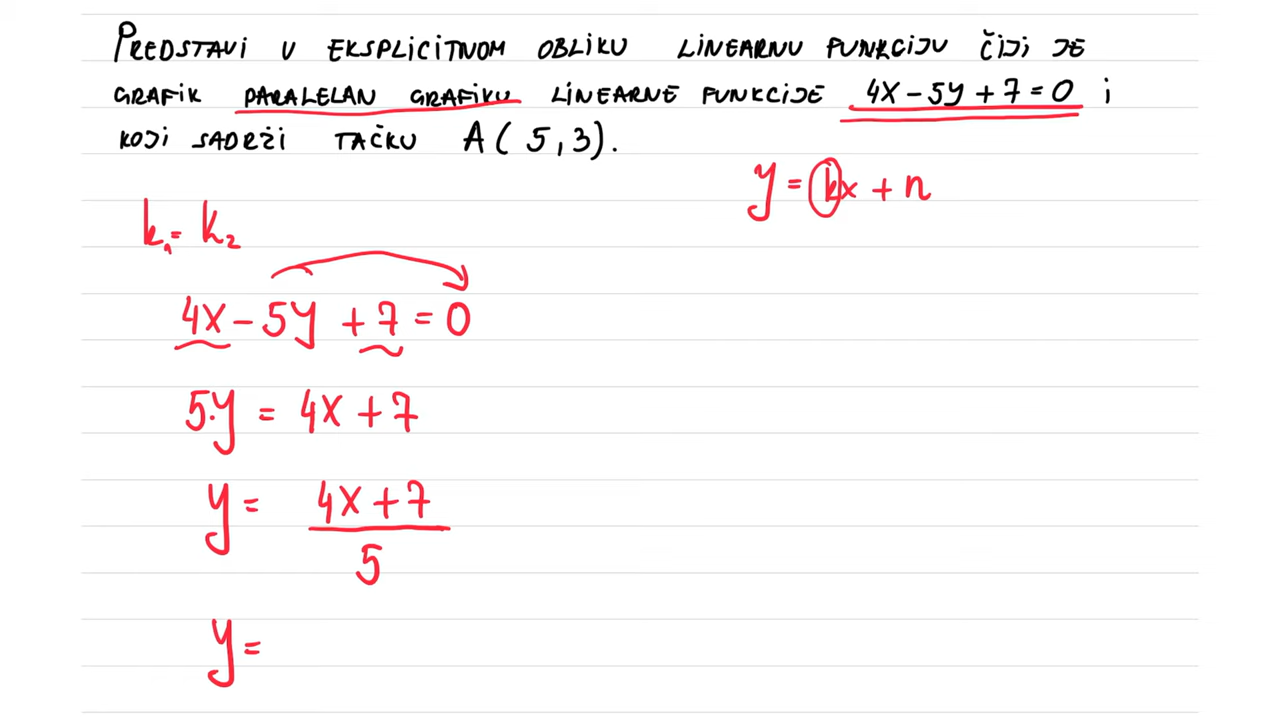 PREDSTAVI U EKSPLICITNOM OBLIKU LINEARNU FUNKCIJU ČIJI JE
GRAFIK PARALELAN GRAFIKU LINEARNE FUNKCIJE 4X - 5Y + 7 = 0 i
KOJI SADRŽI TAČKU A( 5, 3).
y = kx + n
k₁ = k₂
4X - 5Y + 7 = 0
5·y = 4X + 7
y = (4X + 7)/5
y =